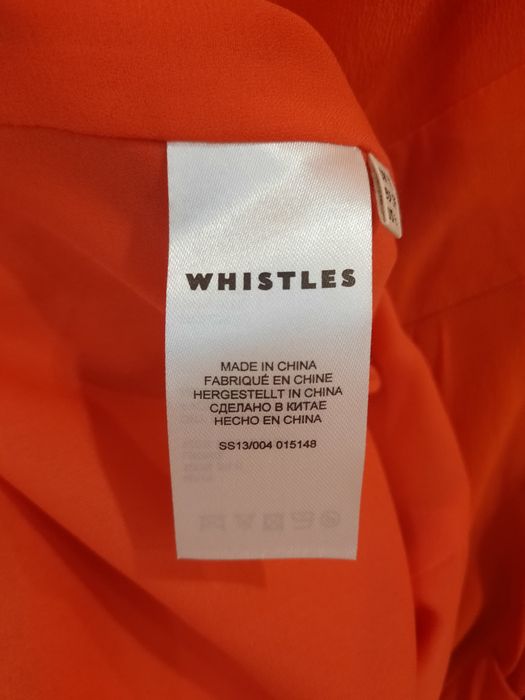 WHISTLES
MADE IN CHINA
FABRIQUÉ EN CHINE
HERGESTELLT IN CHINA
СДЕЛАНО В КИТАЕ
HECHO EN CHINA
SS13/004 015148